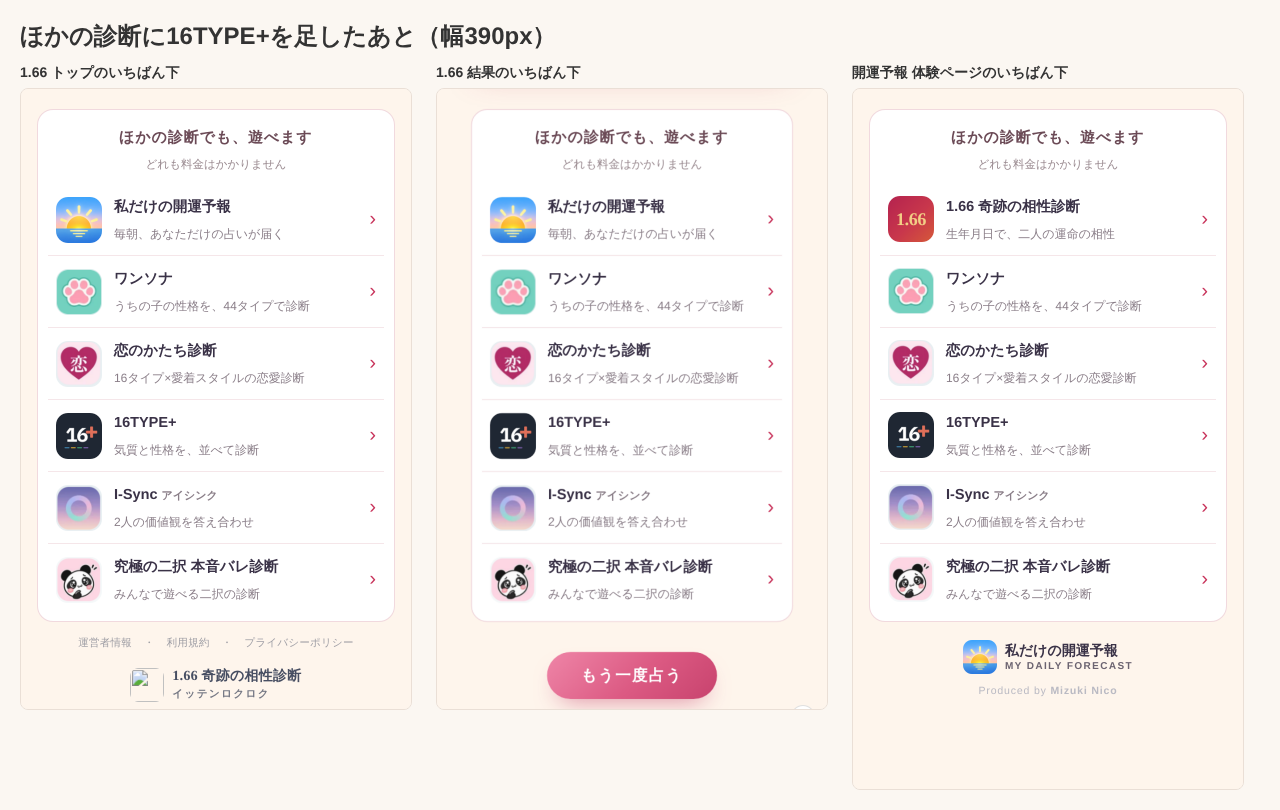 ほかの診断に16TYPE+を足したあと（幅390px）
1.66 トップのいちばん下
ほかの診断でも、遊べます
どれも料金はかかりません
私だけの開運予報
毎朝、あなただけの占いが届く
ワンソナ
うちの子の性格を、44タイプで診断
恋
恋のかたち診断
16タイプ×愛着スタイルの恋愛診断
16+
16TYPE+
気質と性格を、並べて診断
I-Sync アイシンク
2人の価値観を答え合わせ
究極の二択 本音バレ診断
みんなで遊べる二択の診断
運営者情報 ・ 利用規約 ・ プライバシーポリシー
1.66 奇跡の相性診断
イッテンロクロク
1.66 結果のいちばん下
ほかの診断でも、遊べます
どれも料金はかかりません
私だけの開運予報
毎朝、あなただけの占いが届く
ワンソナ
うちの子の性格を、44タイプで診断
恋
恋のかたち診断
16タイプ×愛着スタイルの恋愛診断
16+
16TYPE+
気質と性格を、並べて診断
I-Sync アイシンク
2人の価値観を答え合わせ
究極の二択 本音バレ診断
みんなで遊べる二択の診断
もう一度占う
開運予報 体験ページのいちばん下
ほかの診断でも、遊べます
どれも料金はかかりません
1.66
1.66 奇跡の相性診断
生年月日で、二人の運命の相性
ワンソナ
うちの子の性格を、44タイプで診断
恋
恋のかたち診断
16タイプ×愛着スタイルの恋愛診断
16+
16TYPE+
気質と性格を、並べて診断
I-Sync アイシンク
2人の価値観を答え合わせ
究極の二択 本音バレ診断
みんなで遊べる二択の診断
私だけの開運予報
MY DAILY FORECAST
Produced by Mizuki Nico